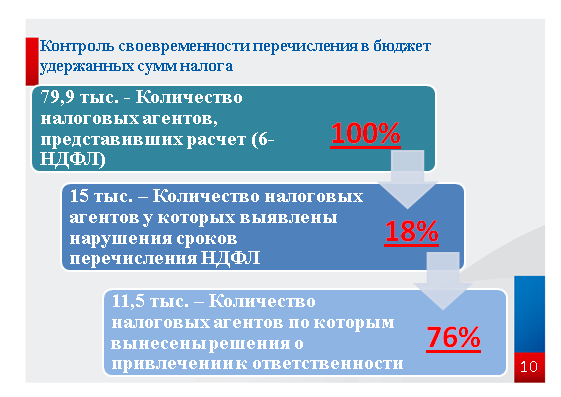 Контроль своевременности перечисления в бюджет
удержанных сумм налога
79,9 тыс. - Количество
налоговых агентов,
представивших расчет (6-
НДФЛ)
100%
15 тыс. – Количество налоговых
агентов у которых выявлены
нарушения сроков
перечисления НДФЛ
18%
11,5 тыс. – Количество
налоговых агентов по которым
вынесены решения о
привлечении к ответственности
76%
10